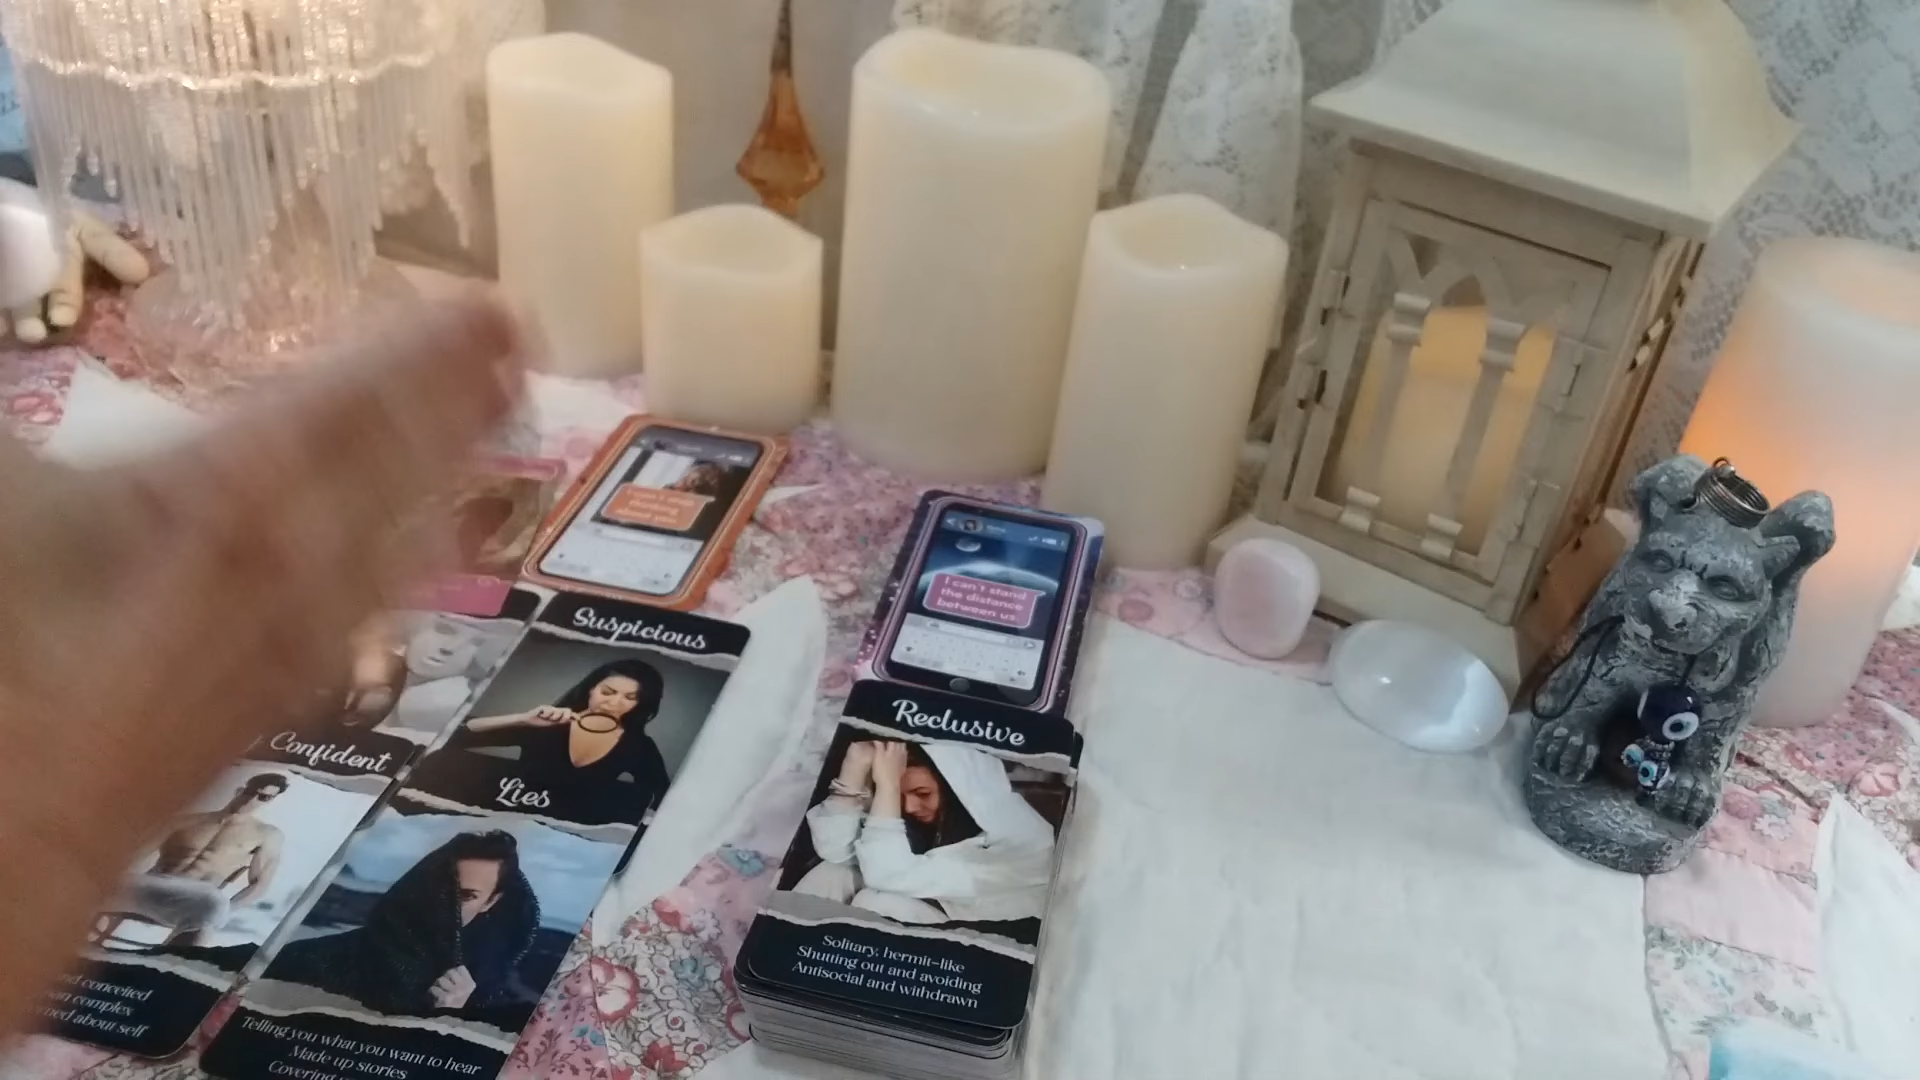 I can't stand
the distance
between us.
Suspicious
Reclusive
Confident
Lies
Solitary, hermit-like
Shutting out and avoiding
Antisocial and withdrawn
and conceited
complex
about self
Telling you what you want to hear
Made up stories
Covering